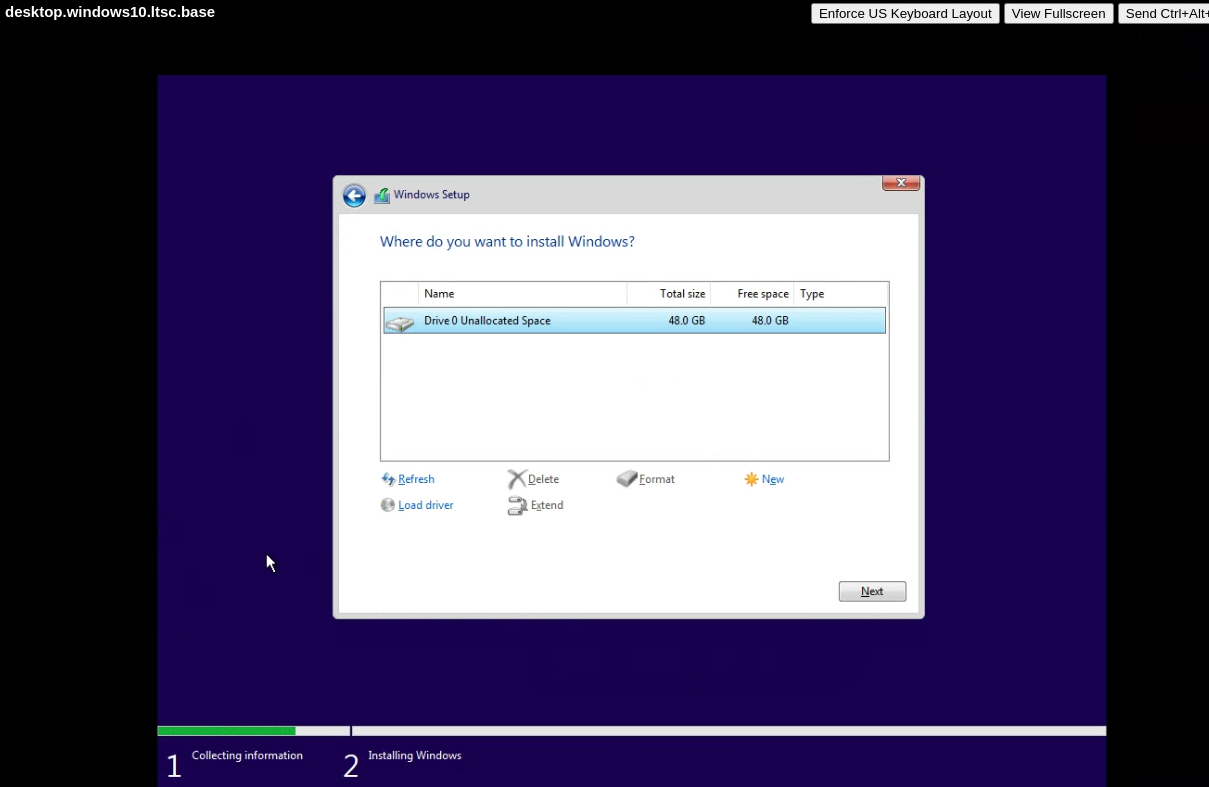 desktop.windows10.ltsc.base
Enforce US Keyboard Layout View Fullscreen Send Ctrl+Alt+
Windows Setup
Where do you want to install Windows?
Name Total size Free space Type
Drive 0 Unallocated Space 48.0 GB 48.0 GB
Refresh Delete Format New
Load driver Extend
Next
1 Collecting information 2 Installing Windows